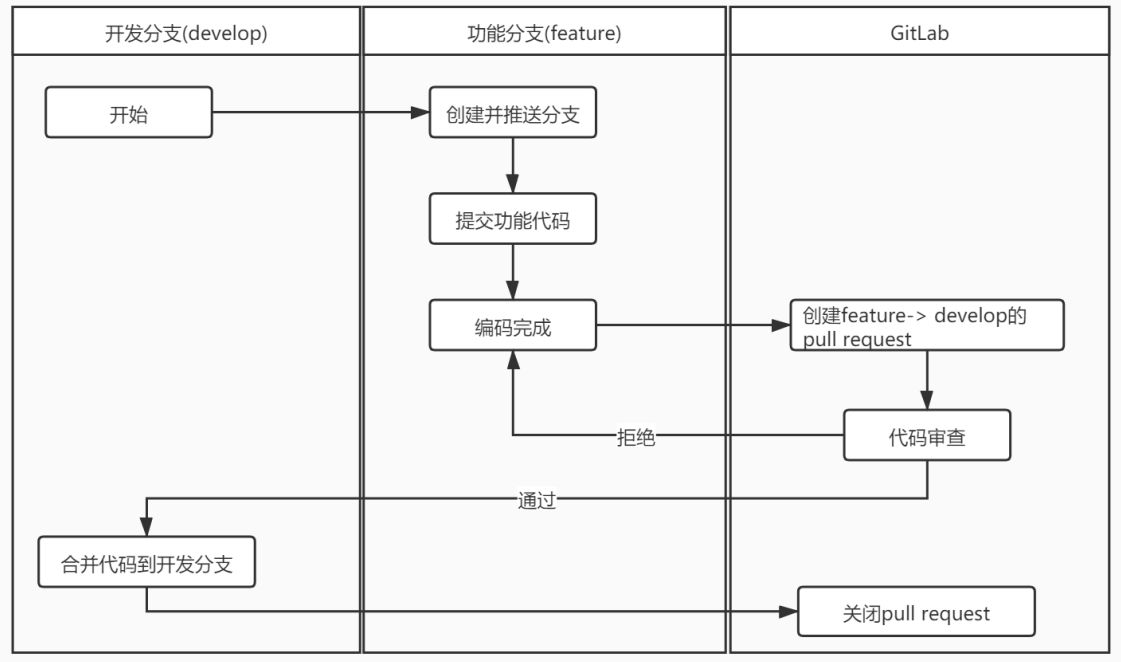 开发分支(develop)
功能分支(feature)
GitLab
开始
创建并推送分支
提交功能代码
编码完成
创建feature-> develop的
pull request
代码审查
拒绝
通过
合并代码到开发分支
关闭pull request